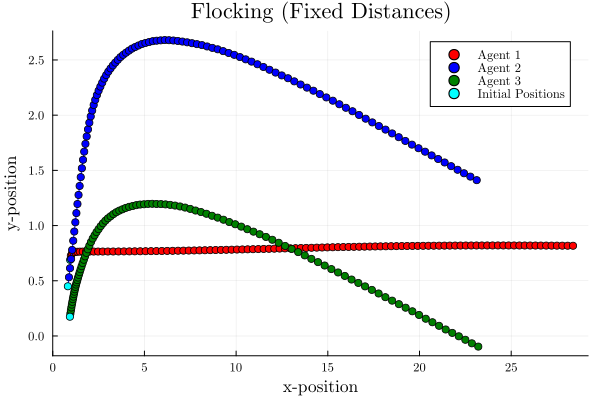 Flocking (Fixed Distances)
Agent 1
Agent 2
Agent 3
Initial Positions
y-position
2.5
2.0
1.5
1.0
0.5
0.0
0 5 10 15 20 25
x-position